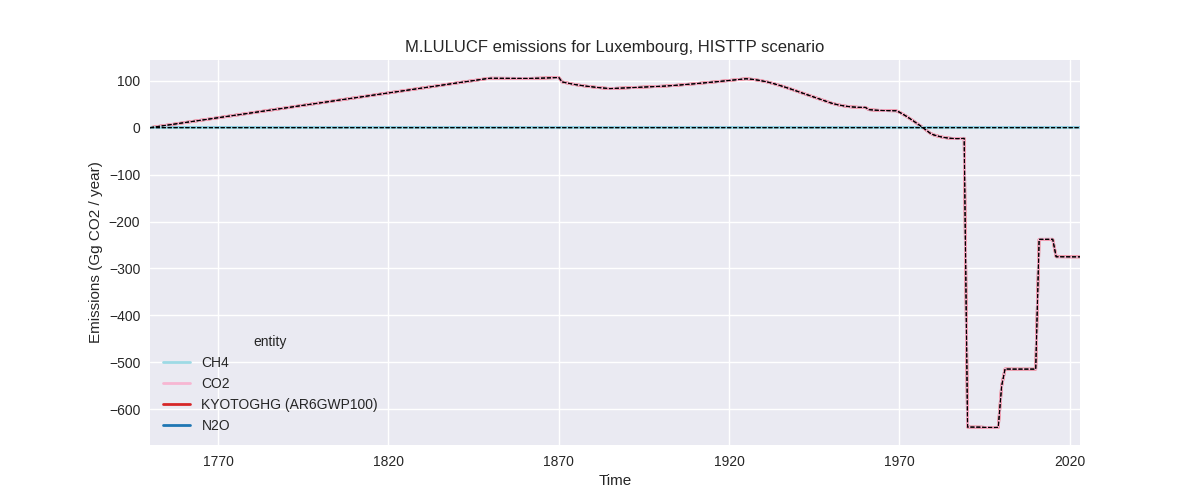 M.LULUCF emissions for Luxembourg, HISTTP scenario
Emissions (Gg CO2 / year)
100
0
−100
−200
−300
−400
−500
−600
entity
CH4
CO2
KYOTOGHG (AR6GWP100)
N2O
1770 1820 1870 1920 1970 2020
Time